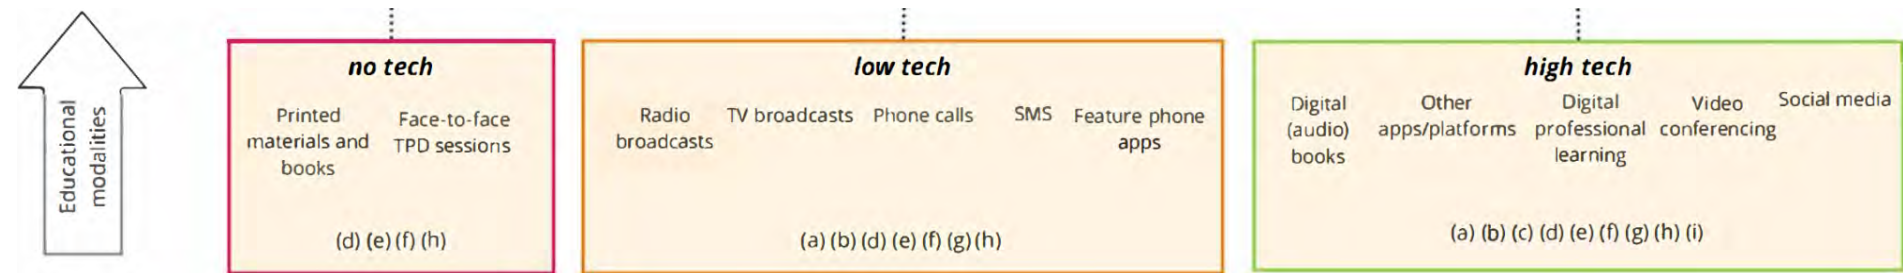 Educational
modalities
no tech
Printed
materials and
books
Face-to-face
TPD sessions
(d) (e) (f) (h)
low tech
Radio
broadcasts
TV broadcasts
Phone calls
SMS
Feature phone
apps
(a) (b) (d) (e) (f) (g) (h)
high tech
Digital
(audio)
books
Other
apps/platforms
Digital
professional
learning
Video
conferencing
Social media
(a) (b) (c) (d) (e) (f) (g) (h) (i)